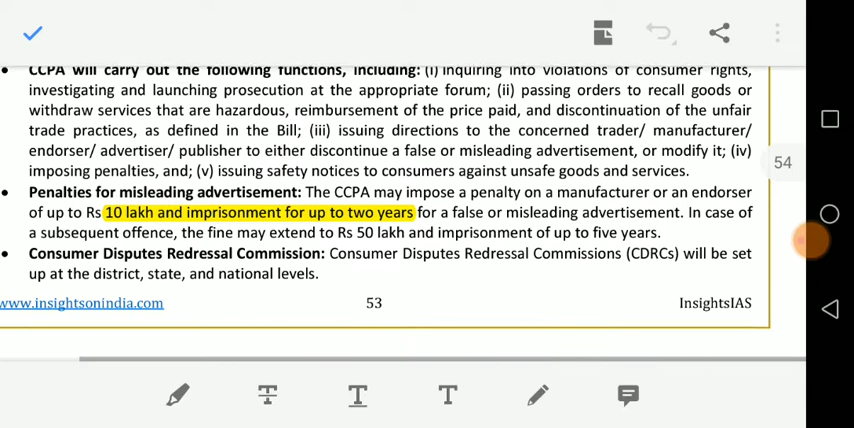 CCPA will carry out the following functions, including: (i) inquiring into violations of consumer rights,
investigating and launching prosecution at the appropriate forum; (ii) passing orders to recall goods or
withdraw services that are hazardous, reimbursement of the price paid, and discontinuation of the unfair
trade practices, as defined in the Bill; (iii) issuing directions to the concerned trader/ manufacturer/
endorser/ advertiser/ publisher to either discontinue a false or misleading advertisement, or modify it; (iv)
imposing penalties, and; (v) issuing safety notices to consumers against unsafe goods and services.
54
Penalties for misleading advertisement: The CCPA may impose a penalty on a manufacturer or an endorser
of up to Rs 10 lakh and imprisonment for up to two years for a false or misleading advertisement. In case of
a subsequent offence, the fine may extend to Rs 50 lakh and imprisonment of up to five years.
Consumer Disputes Redressal Commission: Consumer Disputes Redressal Commissions (CDRCs) will be set
up at the district, state, and national levels.
www.insightsonindia.com 53 InsightsIAS
T T T